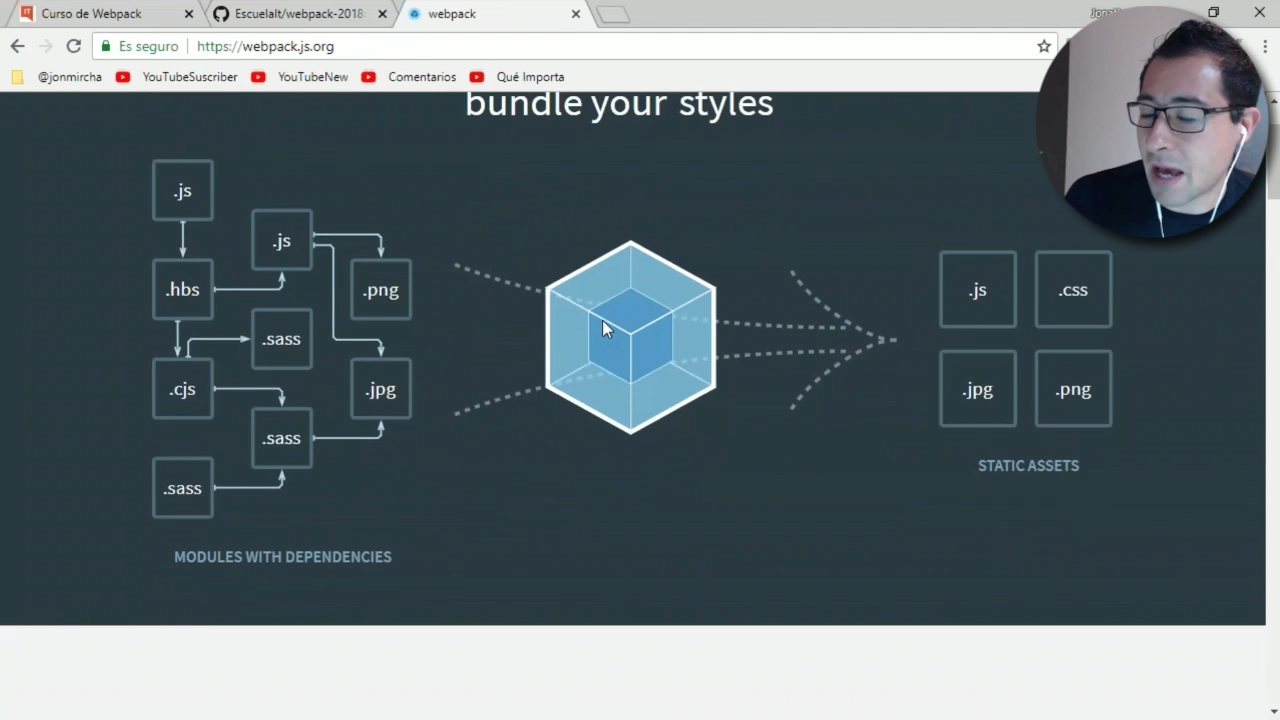 Curso de Webpack
EscuelaIt/webpack-2018
webpack
Es seguro
https://webpack.js.org
@jonmircha
YouTubeSuscriber
YouTubeNew
Comentarios
Qué Importa
bundle your styles
.js
.js
.hbs
.png
.sass
.cjs
.jpg
.sass
.sass
MODULES WITH DEPENDENCIES
.js
.css
.jpg
.png
STATIC ASSETS